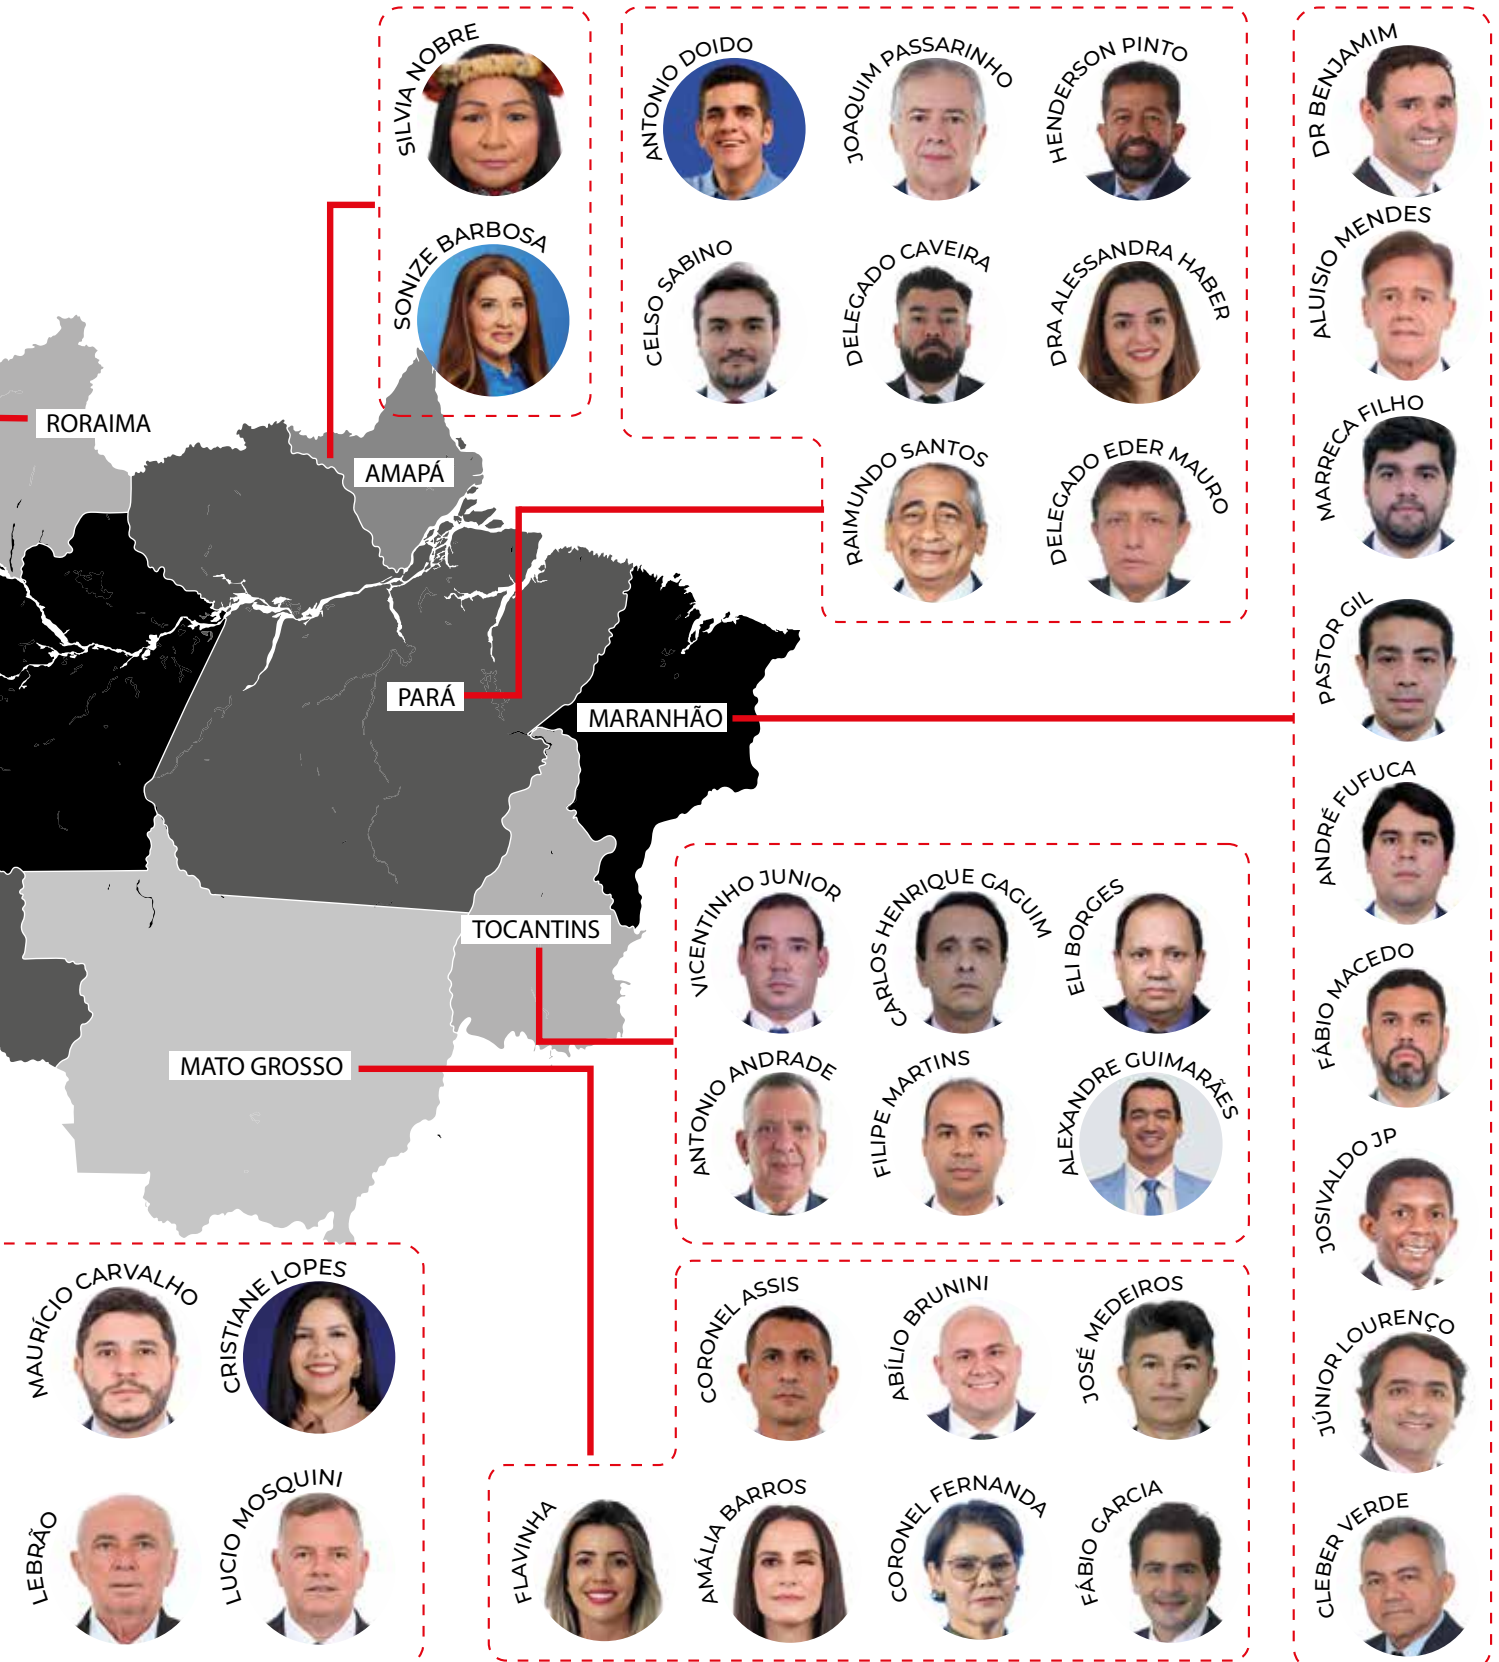 SILVIA NOBRE
SONIZE BARBOSA
ANTONIO DOIDO
JOAQUIM PASSARINHO
HENDERSON PINTO
CELSO SABINO
DELEGADO CAVEIRA
DRA ALESSANDRA HABER
RAIMUNDO SANTOS
DELEGADO EDER MAURO
DR BENJAMIM
ALUISIO MENDES
MARRECA FILHO
PASTOR GIL
ANDRÉ FUFUCA
FÁBIO MACEDO
JOSIVALDO JP
JÚNIOR LOURENÇO
CLEBER VERDE
RORAIMA
AMAPÁ
PARÁ
MARANHÃO
TOCANTINS
MATO GROSSO
VICENTINHO JUNIOR
CARLOS HENRIQUE GAGUIM
ELI BORGES
ANTONIO ANDRADE
FILIPE MARTINS
ALEXANDRE GUIMARÃES
MAURÍCIO CARVALHO
CRISTIANE LOPES
LEBRÃO
LUCIO MOSQUINI
CORONEL ASSIS
ABÍLIO BRUNINI
JOSÉ MEDEIROS
FLAVINHA
AMÁLIA BARROS
CORONEL FERNANDA
FÁBIO GARCIA